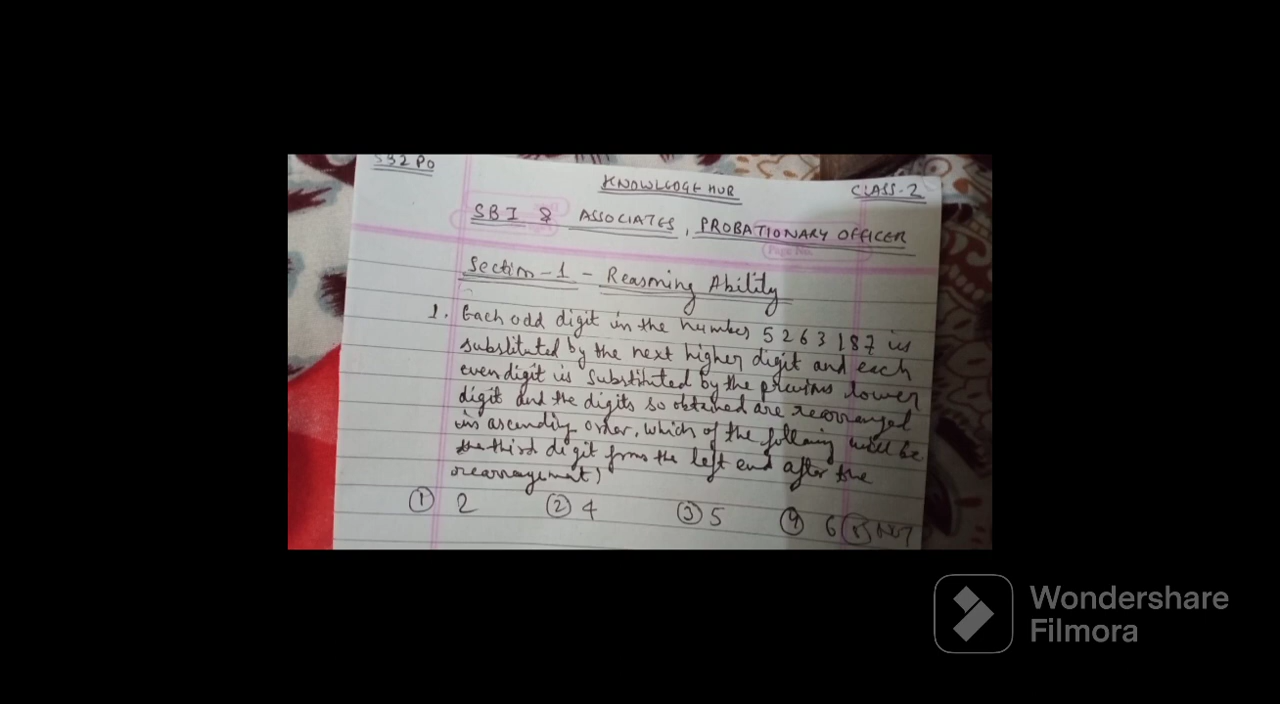 SBI PO
KNOWLEDGE HUB CLASS-2
SBI & ASSOCIATES, PROBATIONARY OFFICER
Section-1 - Reasoning Ability
1. Each odd digit in the number 5263187 is
substituted by the next higher digit and each
even digit is substituted by the previous lower
digit and the digits so obtained are rearranged
in ascending order, which of the following will be
the third digit from the left end after the
rearrangement)
① 2 ② 4 ③ 5 ④ 6
Wondershare
Filmora